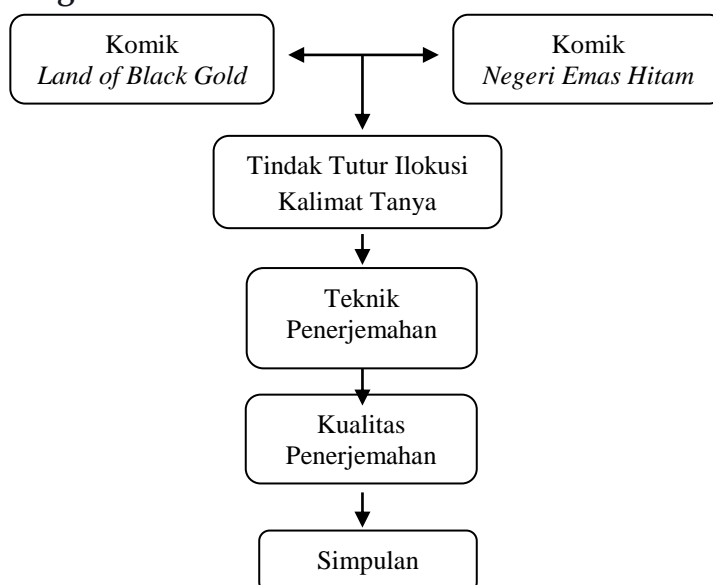 Komik
Land of Black Gold
Komik
Negeri Emas Hitam
Tindak Tutur Ilokusi
Kalimat Tanya
Teknik
Penerjemahan
Kualitas
Penerjemahan
Simpulan